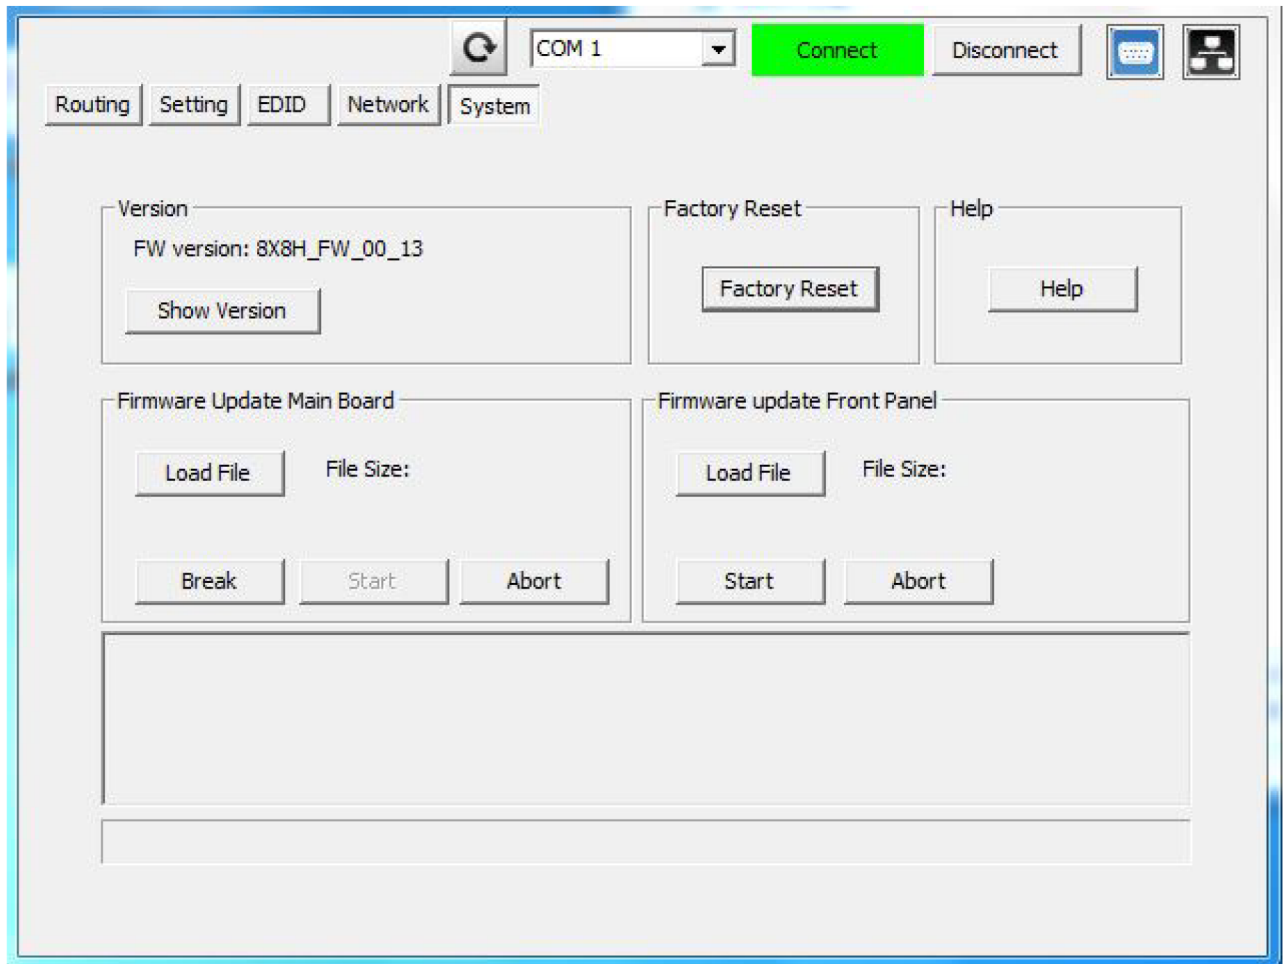 COM 1 Connect Disconnect
Routing Setting EDID Network System
Version Factory Reset Help
FW version: 8X8H_FW_00_13
Factory Reset Help
Show Version
Firmware Update Main Board Firmware update Front Panel
Load File File Size: Load File File Size:
Break Start Abort Start Abort